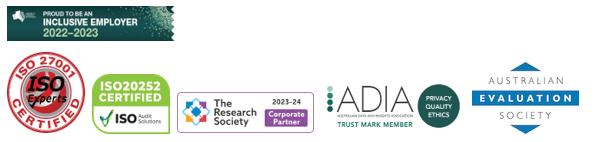 PROUD TO BE AN
INCLUSIVE EMPLOYER
2022–2023
ISO 27001
ISO
Experts
CERTIFIED
ISO20252
CERTIFIED
ISO Audit
Solutions
The
Research
Society
2023-24
Corporate
Partner
ADIA
AUSTRALIAN DATA AND INSIGHTS ASSOCIATION
TRUST MARK MEMBER
PRIVACY
QUALITY
ETHICS
AUSTRALIAN
EVALUATION
SOCIETY